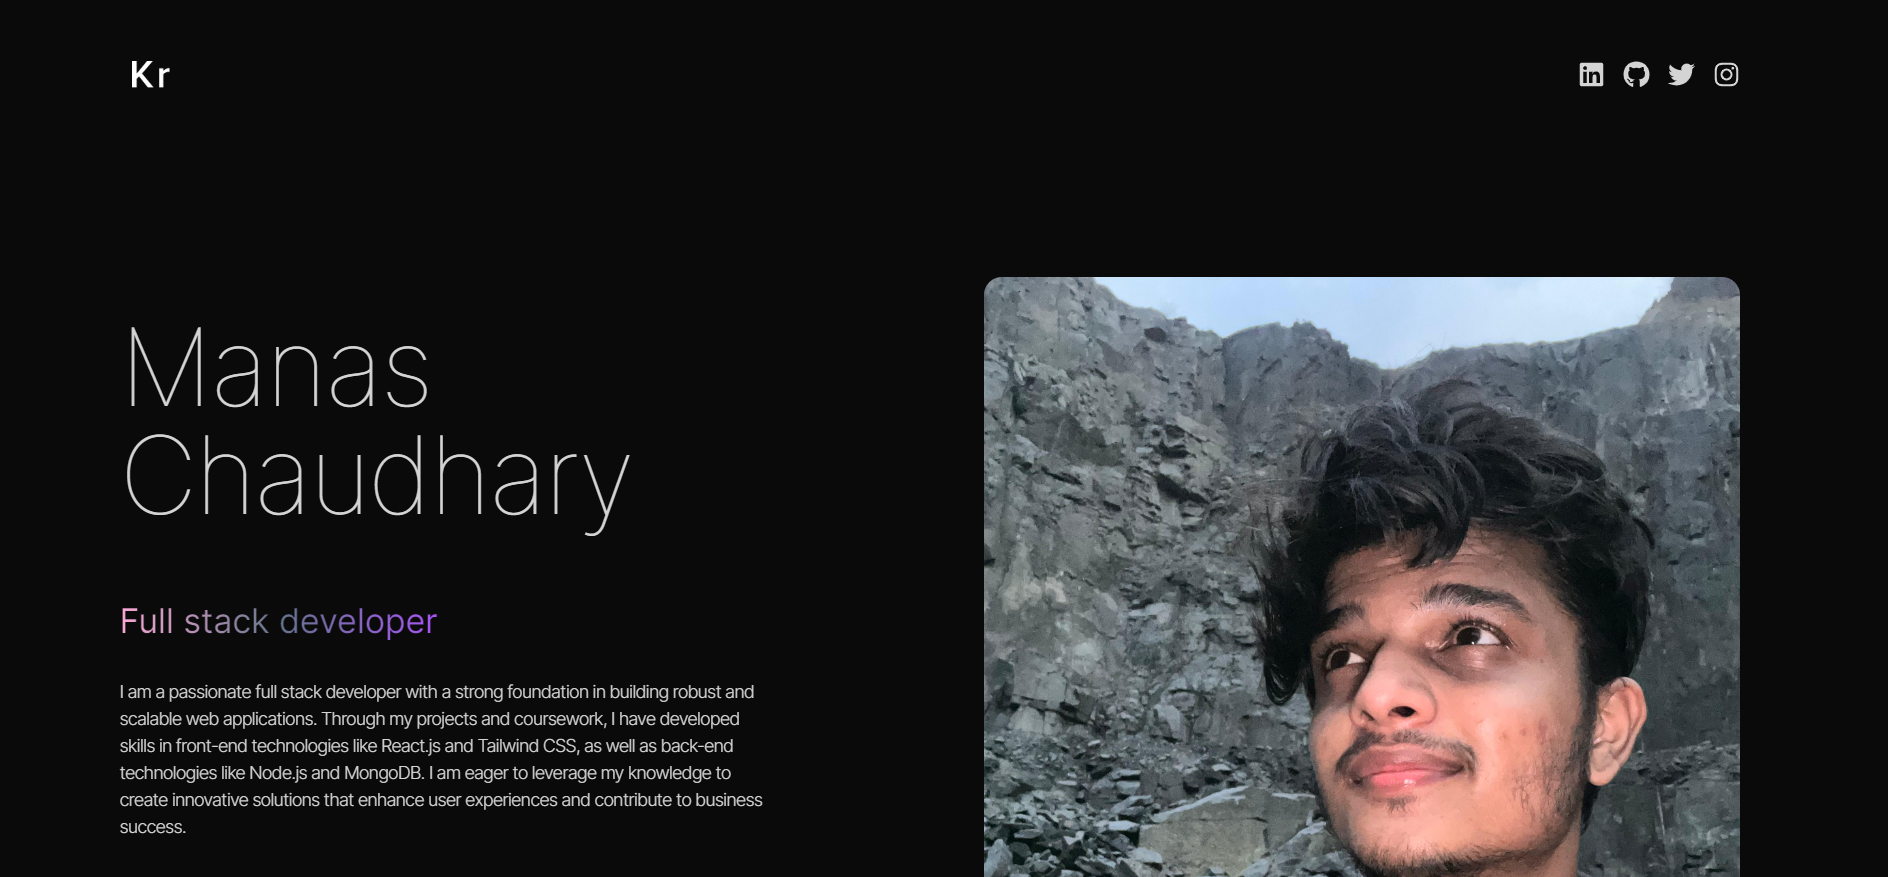 Kr
Manas
Chaudhary
Full stack developer
I am a passionate full stack developer with a strong foundation in building robust and
scalable web applications. Through my projects and coursework, I have developed
skills in front-end technologies like React.js and Tailwind CSS, as well as back-end
technologies like Node.js and MongoDB. I am eager to leverage my knowledge to
create innovative solutions that enhance user experiences and contribute to business
success.